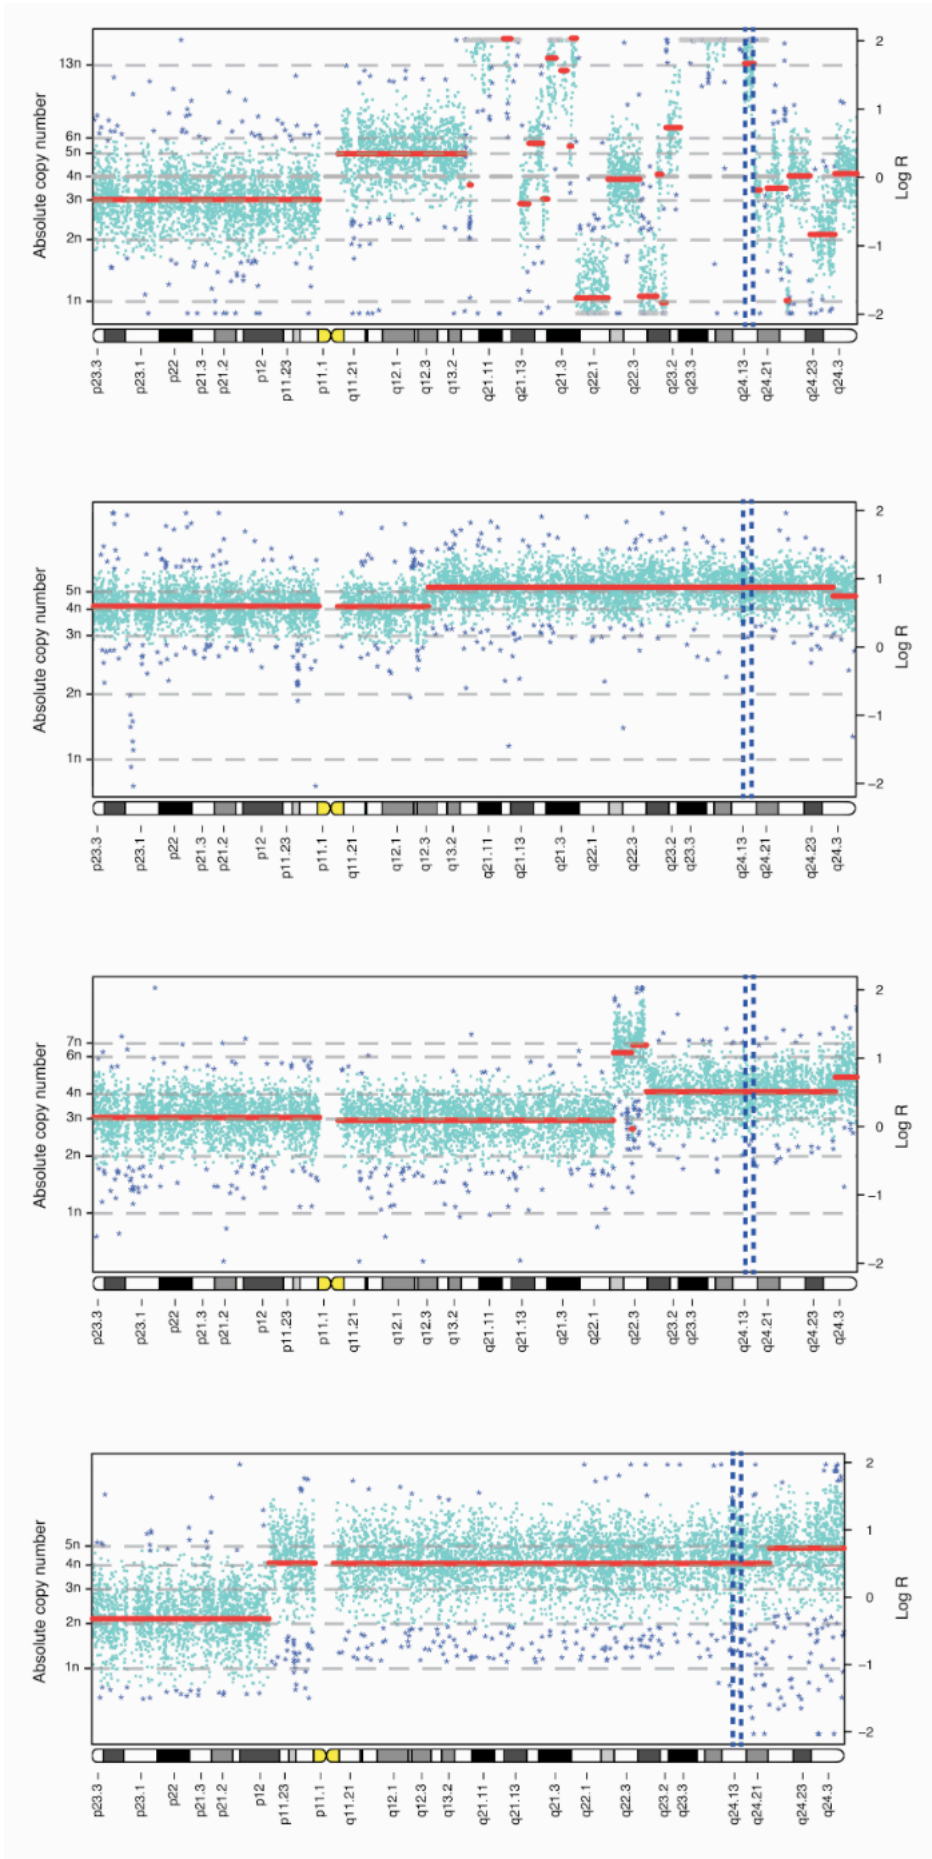 Absolute copy number
13n
6n
5n
4n
3n
2n
1n
2
1
0
−1
−2
Log R
p23.3
p23.1
p22
p21.3
p21.2
p12
p11.23
p11.1
q11.21
q12.1
q12.3
q13.2
q21.11
q21.13
q21.3
q22.1
q22.3
q23.2
q23.3
q24.13
q24.21
q24.23
q24.3
Absolute copy number
5n
4n
3n
2n
1n
2
1
0
−1
−2
Log R
p23.3
p23.1
p22
p21.3
p21.2
p12
p11.23
p11.1
q11.21
q12.1
q12.3
q13.2
q21.11
q21.13
q21.3
q22.1
q22.3
q23.2
q23.3
q24.13
q24.21
q24.23
q24.3
Absolute copy number
7n
6n
4n
3n
2n
1n
2
1
0
−1
−2
Log R
p23.3
p23.1
p22
p21.3
p21.2
p12
p11.23
p11.1
q11.21
q12.1
q12.3
q13.2
q21.11
q21.13
q21.3
q22.1
q22.3
q23.2
q23.3
q24.13
q24.21
q24.23
q24.3
Absolute copy number
5n
4n
3n
2n
1n
2
1
0
−1
−2
Log R
p23.3
p23.1
p22
p21.3
p21.2
p12
p11.23
p11.1
q11.21
q12.1
q12.3
q13.2
q21.11
q21.13
q21.3
q22.1
q22.3
q23.2
q23.3
q24.13
q24.21
q24.23
q24.3